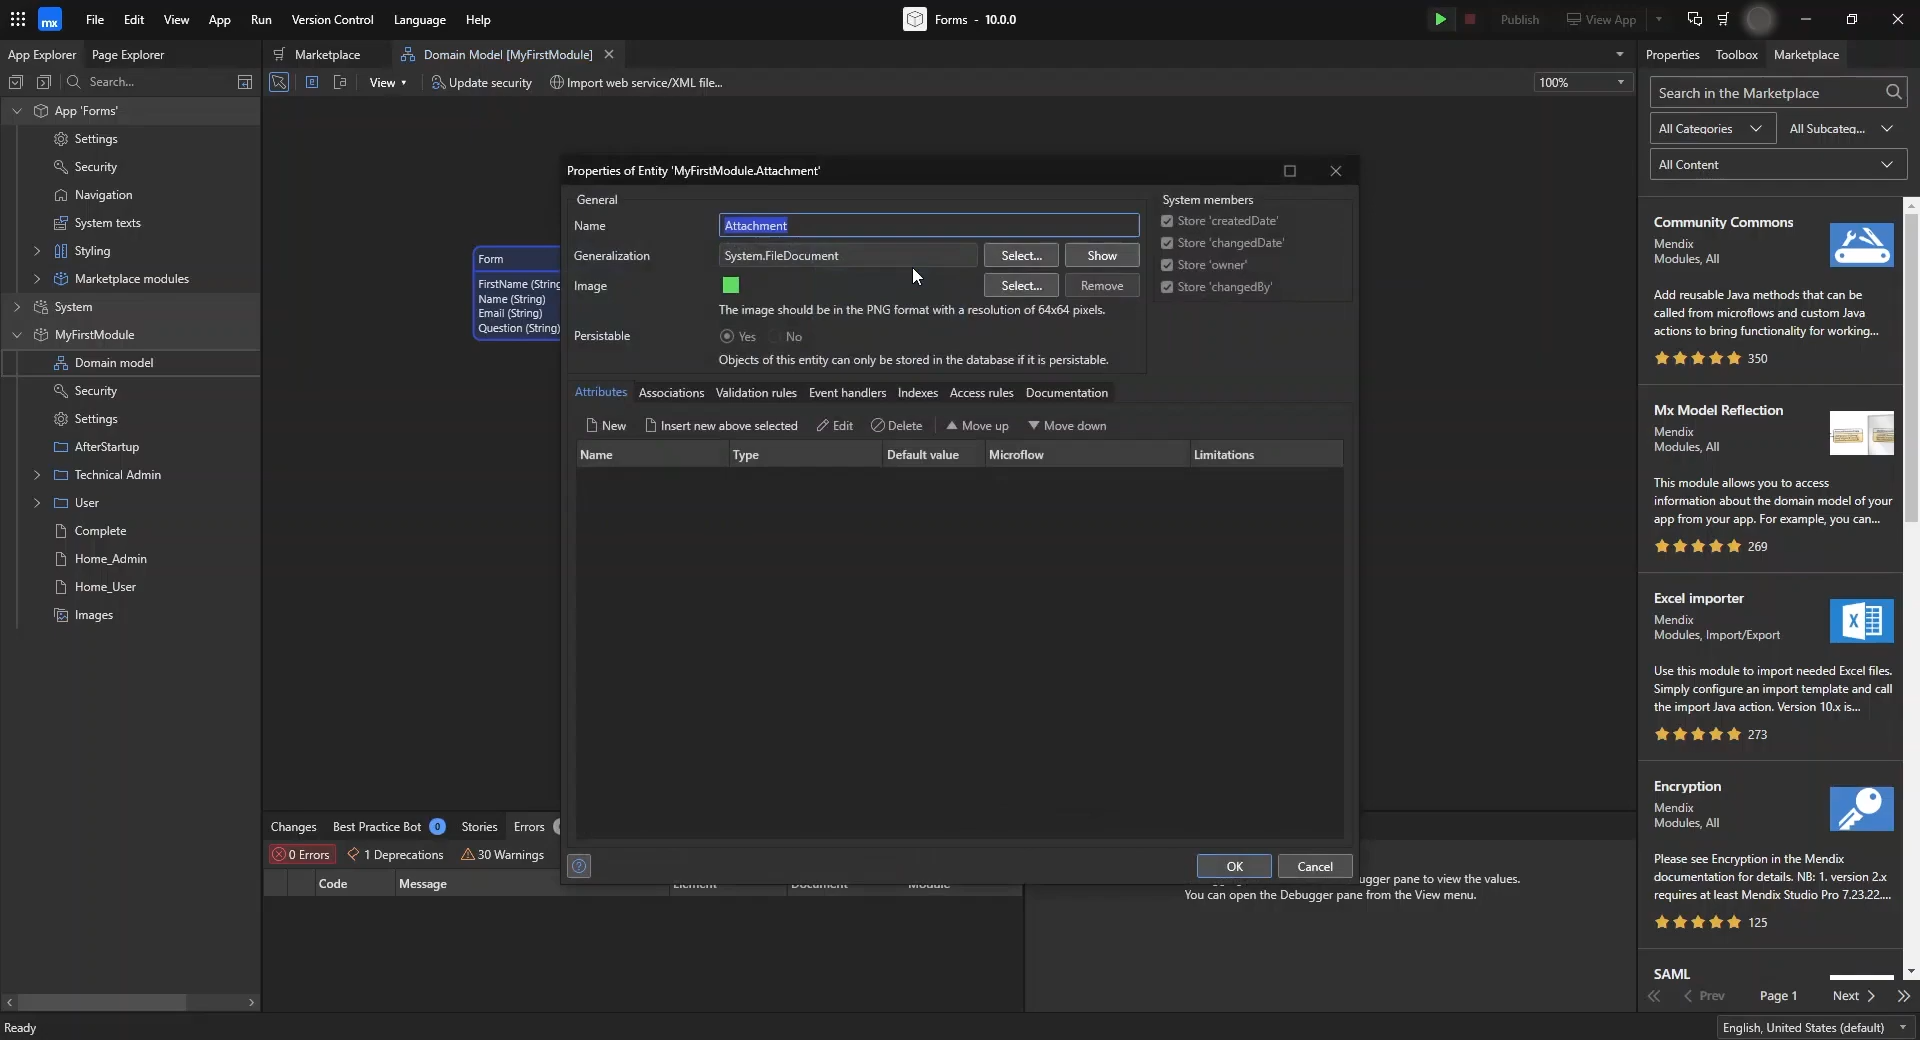 mx File Edit View App Run Version Control Language Help
Forms - 10.0.0
Publish View App
App Explorer Page Explorer
Search...
App 'Forms'
Settings
Security
Navigation
System texts
Styling
Marketplace modules
System
MyFirstModule
Domain model
Security
Settings
AfterStartup
Technical Admin
User
Complete
Home_Admin
Home_User
Images
Marketplace
Domain Model [MyFirstModule]
View Update security Import web service/XML file...
100%
Form
FirstName (String
Name (String)
Email (String)
Question (String)
Properties of Entity 'MyFirstModule.Attachment'
General
Name Attachment
Generalization System.FileDocument Select... Show
Image Select... Remove
The image should be in the PNG format with a resolution of 64x64 pixels.
Persistable Yes No
Objects of this entity can only be stored in the database if it is persistable.
System members
Store 'createdDate'
Store 'changedDate'
Store 'owner'
Store 'changedBy'
Attributes Associations Validation rules Event handlers Indexes Access rules Documentation
New Insert new above selected Edit Delete Move up Move down
Name Type Default value Microflow Limitations
OK Cancel
Changes Best Practice Bot 0 Stories Errors
0 Errors 1 Deprecations 30 Warnings
Code Message Element Document Module
ugger pane to view the values.
You can open the Debugger pane from the View menu.
Properties Toolbox Marketplace
Search in the Marketplace
All Categories All Subcateg...
All Content
Community Commons
Mendix
Modules, All
Add reusable Java methods that can be
called from microflows and custom Java
actions to bring functionality for working...
350
Mx Model Reflection
Mendix
Modules, All
This module allows you to access
information about the domain model of your
app from your app. For example, you can...
269
Excel importer
Mendix
Modules, Import/Export
Use this module to import needed Excel files.
Simply configure an import template and call
the import Java action. Version 10.x is...
273
Encryption
Mendix
Modules, All
Please see Encryption in the Mendix
documentation for details. NB: 1. version 2.x
requires at least Mendix Studio Pro 7.23.22....
125
SAML
Prev Page 1 Next
Ready
English, United States (default)